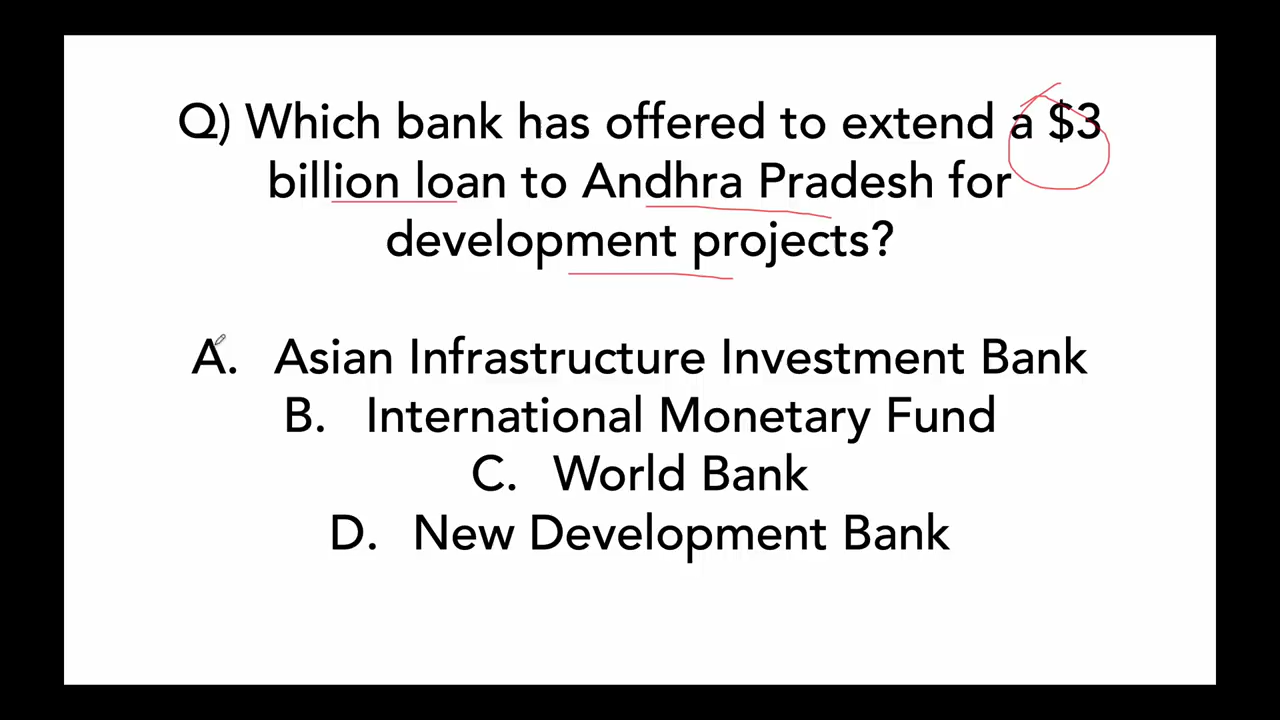 Q) Which bank has offered to extend a $3
billion loan to Andhra Pradesh for
development projects?
A. Asian Infrastructure Investment Bank
B. International Monetary Fund
C. World Bank
D. New Development Bank